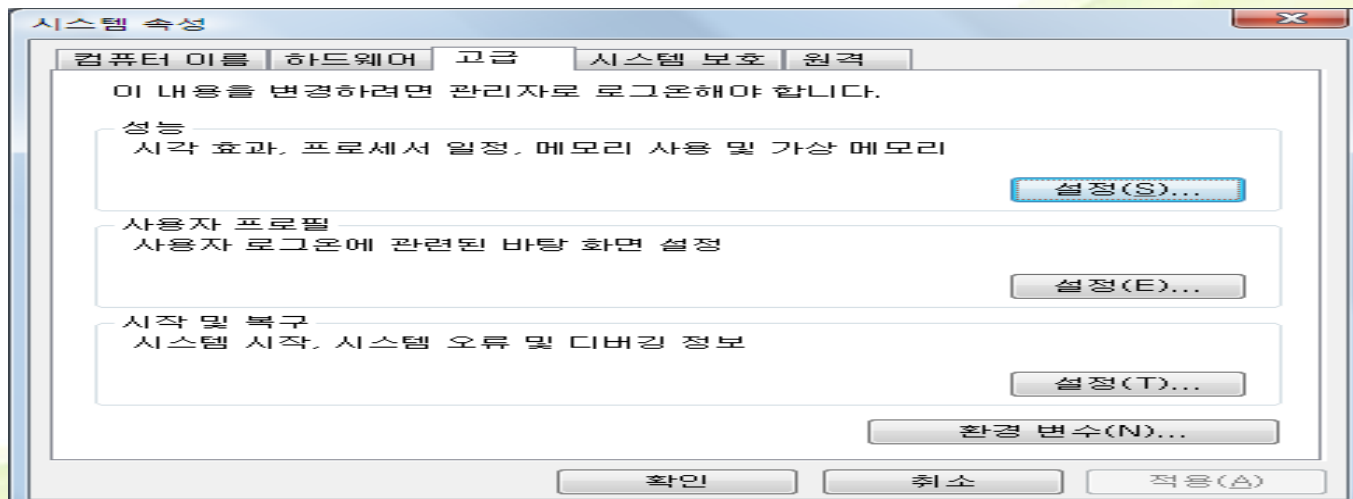 시스템 속성
컴퓨터 이름 하드웨어 고급 시스템 보호 원격
이 내용을 변경하려면 관리자로 로그온해야 합니다.
성능
시각 효과, 프로세서 일정, 메모리 사용 및 가상 메모리
설정(S)...
사용자 프로필
사용자 로그온에 관련된 바탕 화면 설정
설정(E)...
시작 및 복구
시스템 시작, 시스템 오류 및 디버깅 정보
설정(T)...
환경 변수(N)...
확인 취소 적용(A)